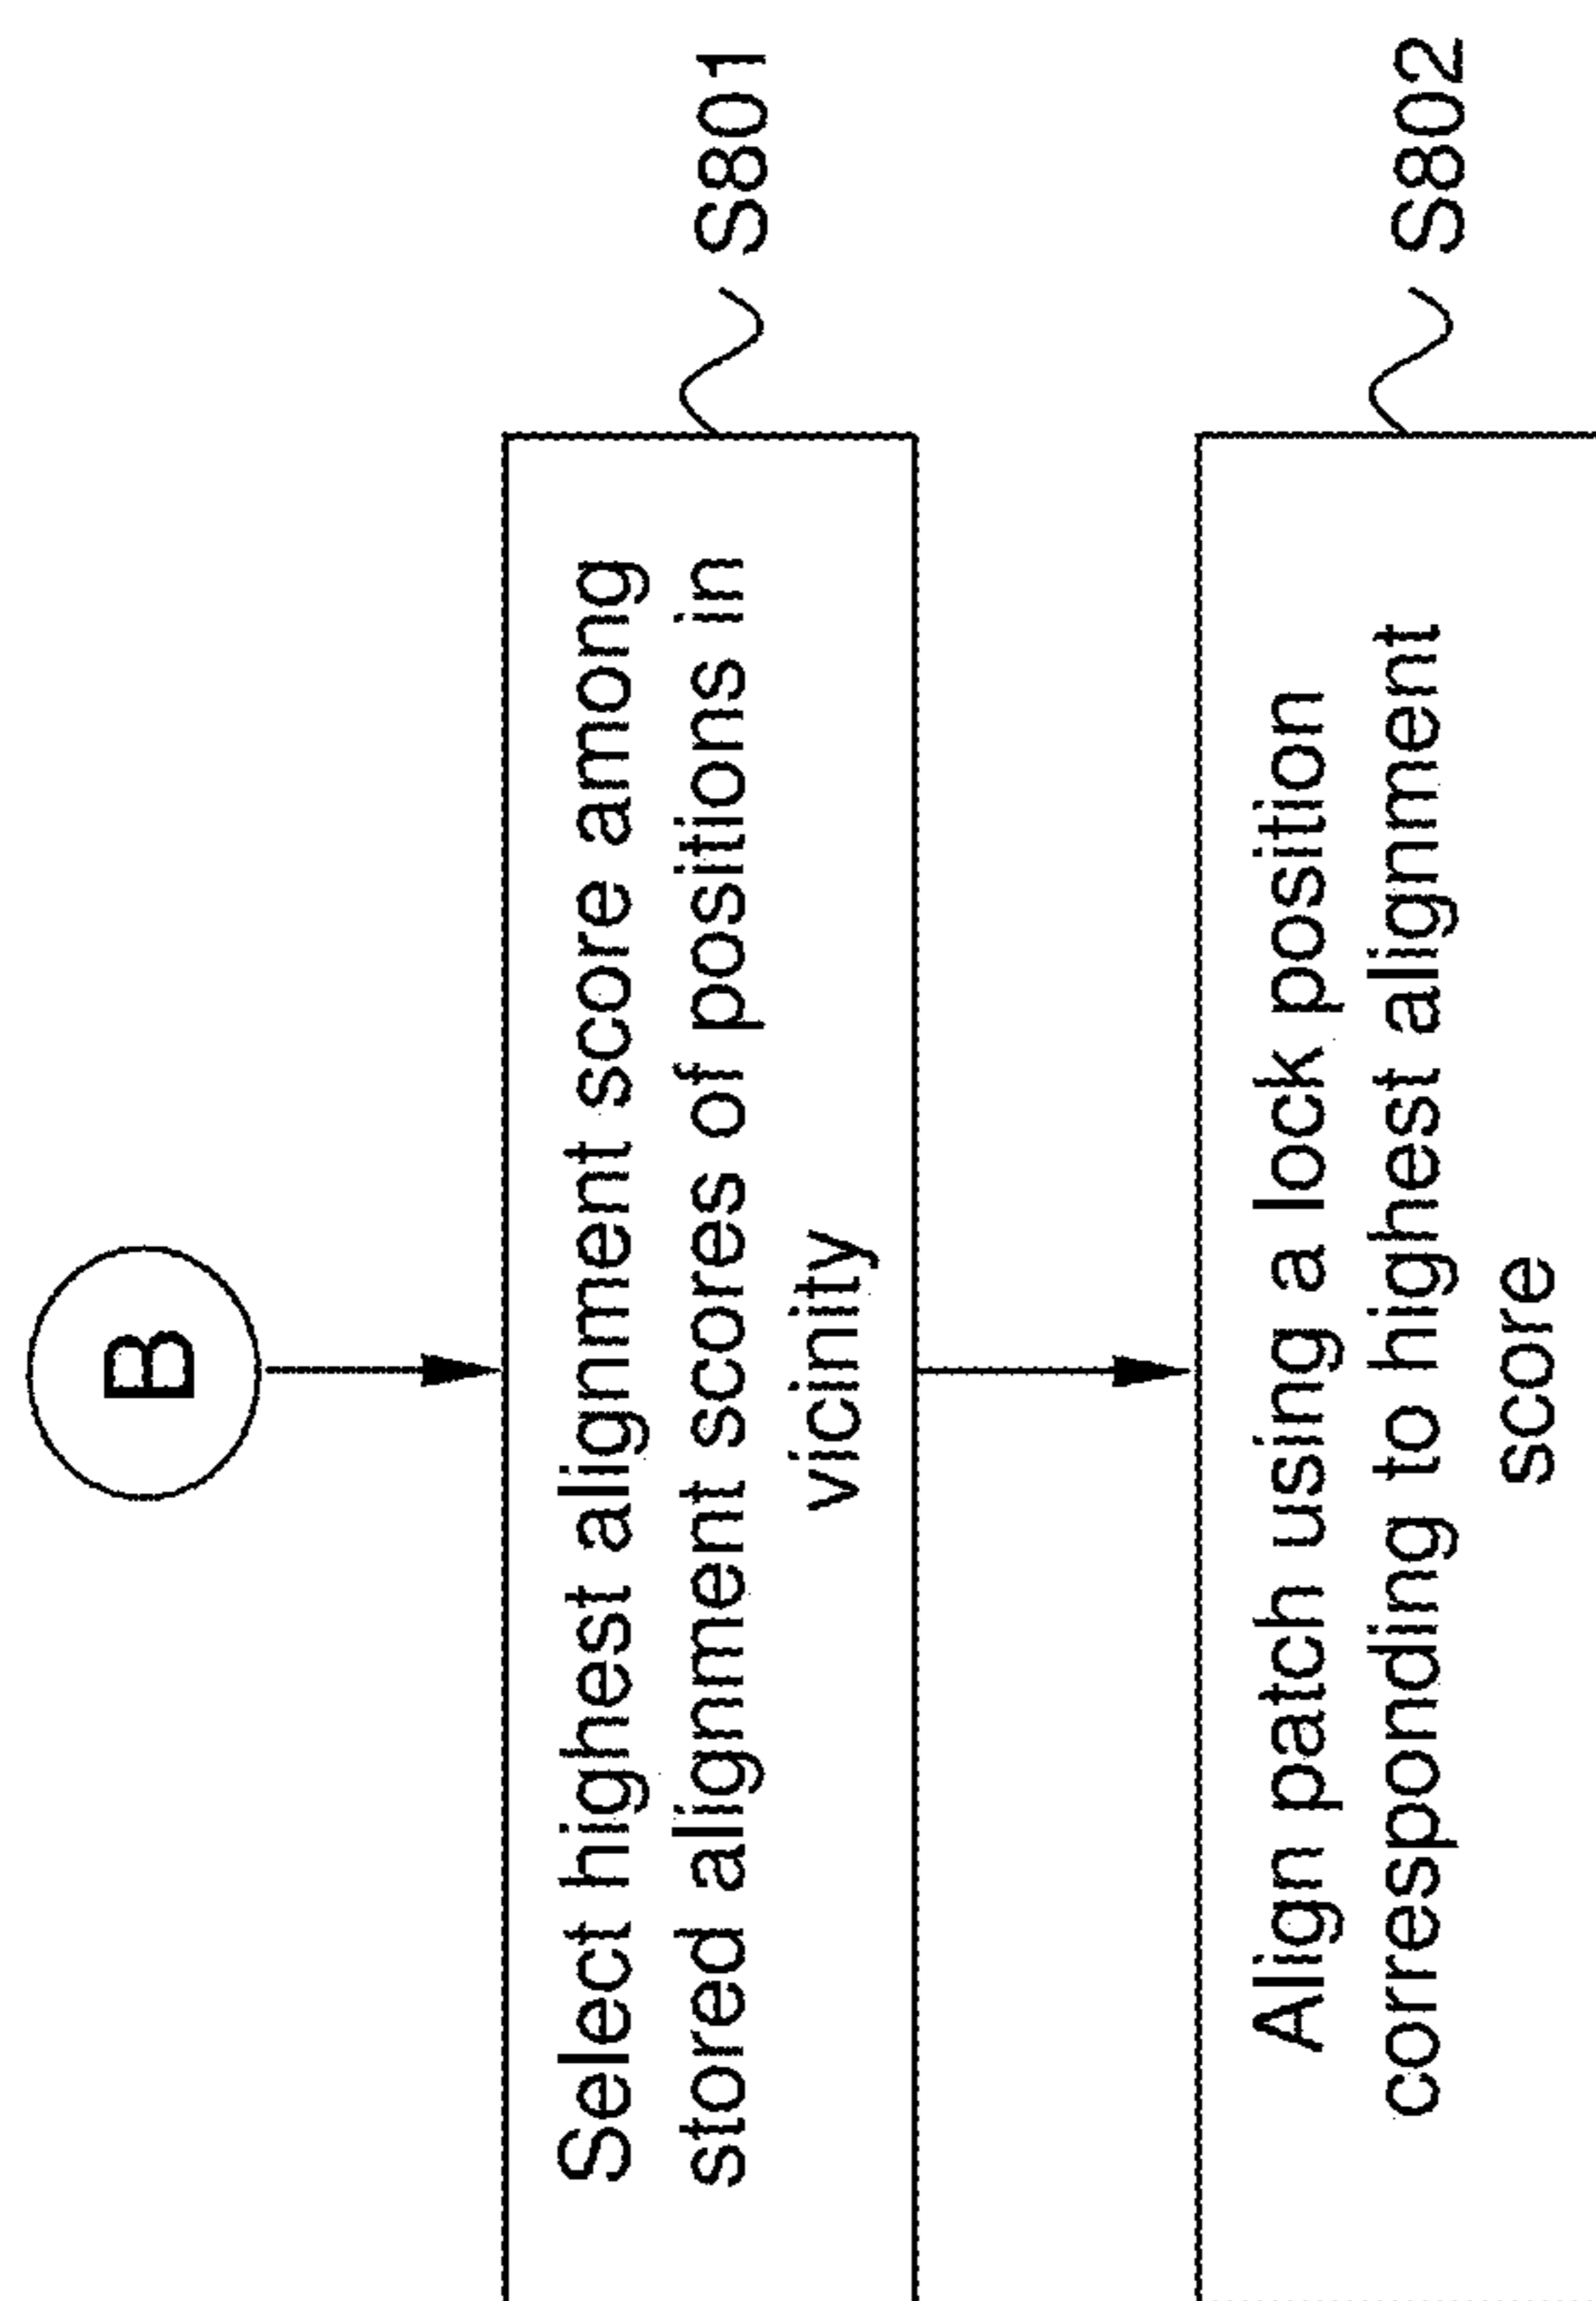 B
Select highest alignment score among
stored alignment scores of positions in
vicinity
S801
Align patch using a lock position
corresponding to highest alignment
score
S802